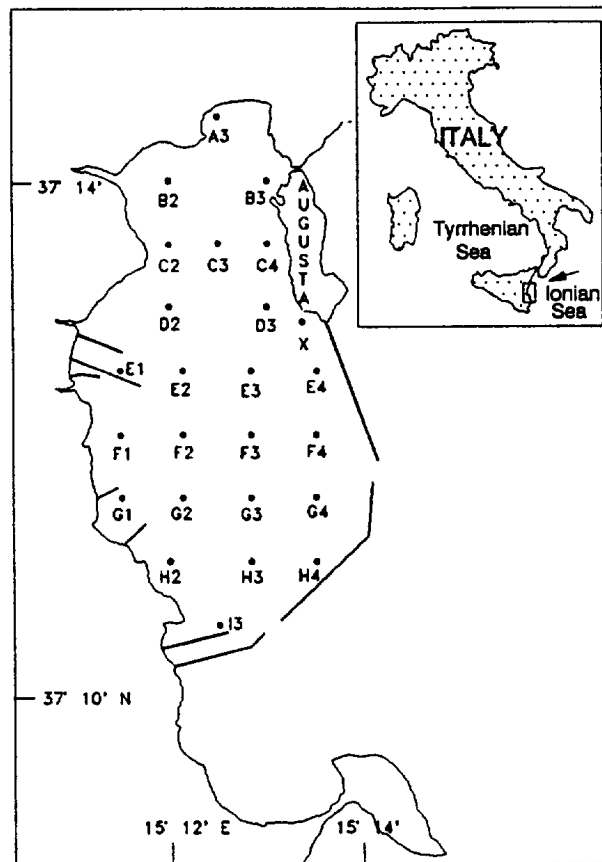 ITALY
Tyrrhenian
Sea
Ionian
Sea
A3
37' 14'
B2 B3
AUGUSTA
C2 C3 C4
D2 D3
X
E1
E2 E3 E4
F1 F2 F3 F4
G1 G2 G3 G4
H2 H3 H4
I3
37' 10' N
15' 12' E 15' 14'